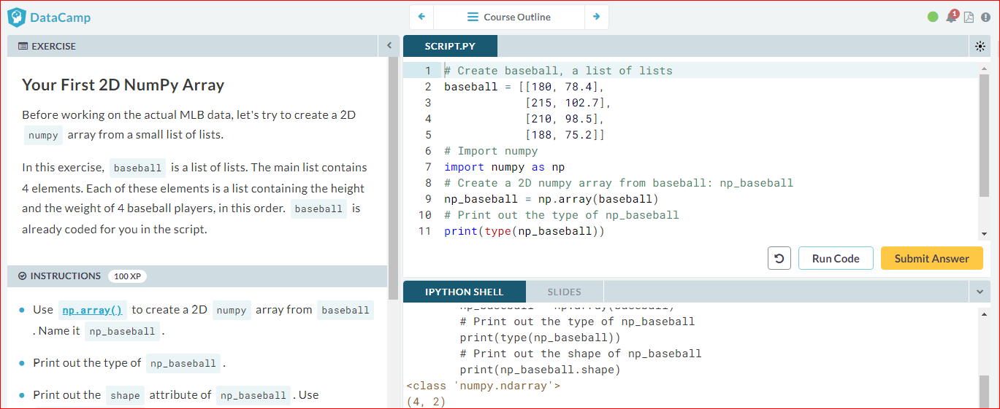 DataCamp
Course Outline
1
EXERCISE
Your First 2D NumPy Array
Before working on the actual MLB data, let's try to create a 2D
numpy array from a small list of lists.
In this exercise, baseball is a list of lists. The main list contains
4 elements. Each of these elements is a list containing the height
and the weight of 4 baseball players, in this order. baseball is
already coded for you in the script.
INSTRUCTIONS 100 XP
Use np.array() to create a 2D numpy array from baseball
. Name it np_baseball .
Print out the type of np_baseball .
Print out the shape attribute of np_baseball . Use
SCRIPT.PY
1 # Create baseball, a list of lists
2 baseball = [[180, 78.4],
3 [215, 102.7],
4 [210, 98.5],
5 [188, 75.2]]
6 # Import numpy
7 import numpy as np
8 # Create a 2D numpy array from baseball: np_baseball
9 np_baseball = np.array(baseball)
10 # Print out the type of np_baseball
11 print(type(np_baseball))
Run Code
Submit Answer
IPYTHON SHELL
SLIDES
np_baseball = np.array(baseball)
# Print out the type of np_baseball
print(type(np_baseball))
# Print out the shape of np_baseball
print(np_baseball.shape)
<class 'numpy.ndarray'>
(4, 2)